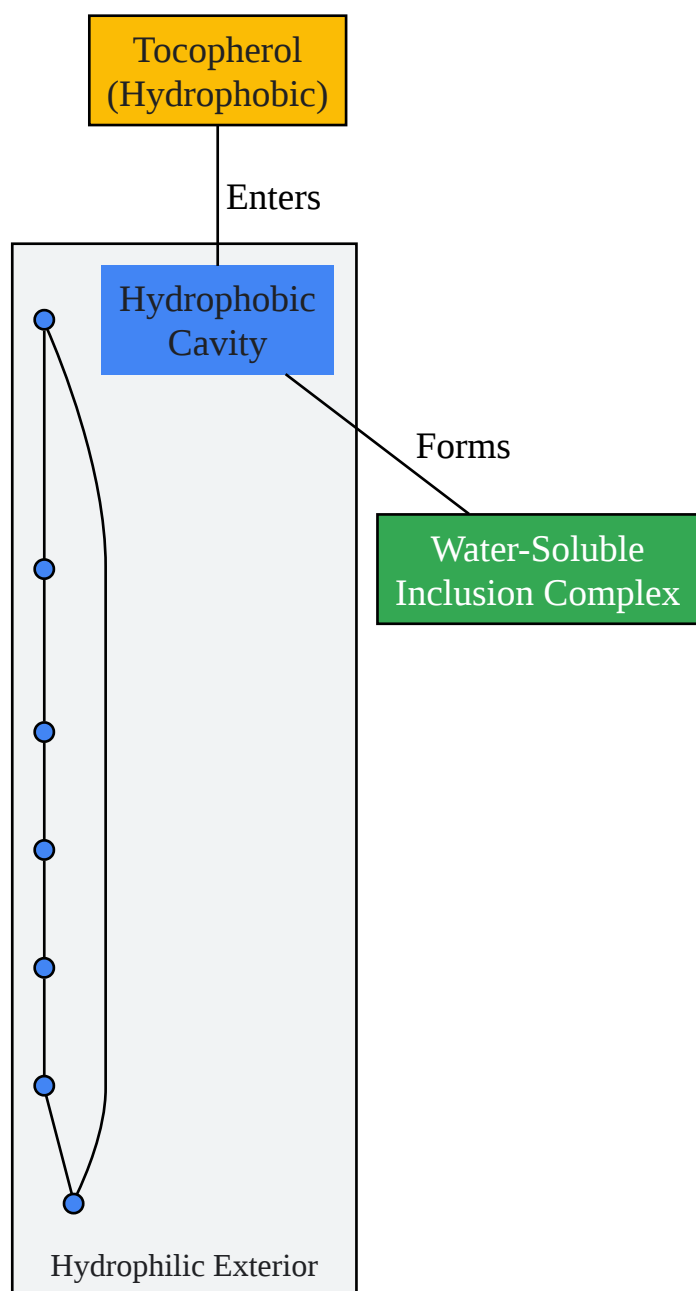 Tocopherol
(Hydrophobic)
Enters
Hydrophobic
Cavity
Forms
Water-Soluble
Inclusion Complex
Hydrophilic Exterior